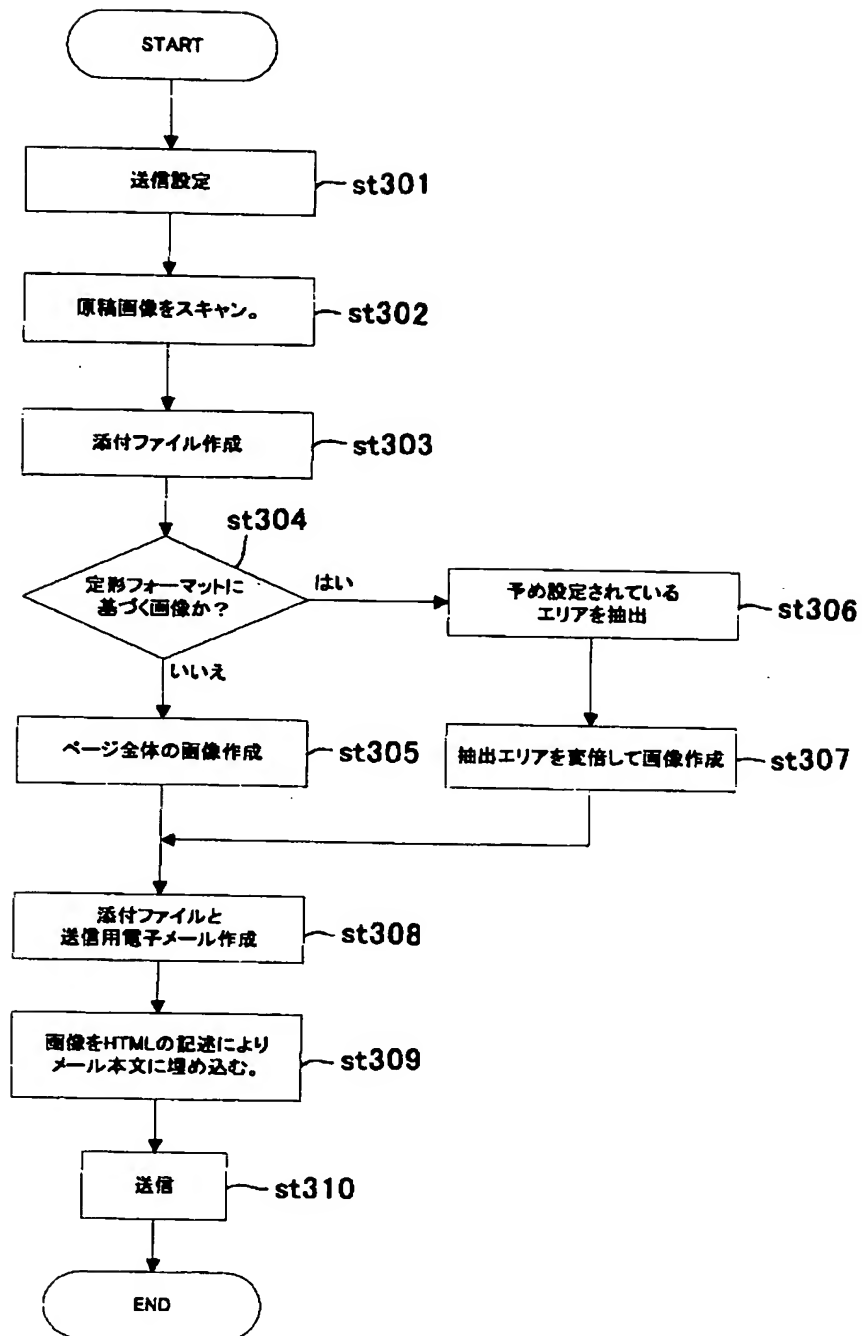 START
送信設定
st301
原稿画像をスキャン。
st302
添付ファイル作成
st303
st304
定形フォーマットに
基づく画像か？
はい
いいえ
予め設定されている
エリアを抽出
st306
ページ全体の画像作成
st305
抽出エリアを変倍して画像作成
st307
添付ファイルと
送信用電子メール作成
st308
画像をHTMLの記述により
メール本文に埋め込む。
st309
送信
st310
END